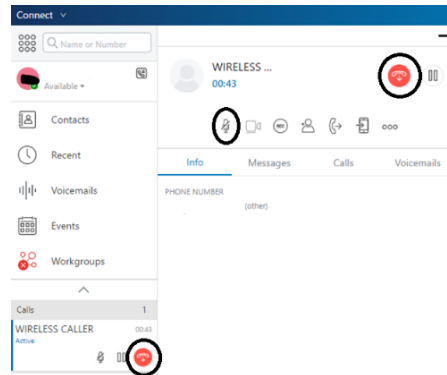 Connect
Name or Number
Available
WIRELESS ...
00:43
Contacts
REC
Recent
Info Messages Calls Voicemails
Voicemails
PHONE NUMBER
(other)
Events
Workgroups
Calls 1
WIRELESS CALLER 00:43
Active